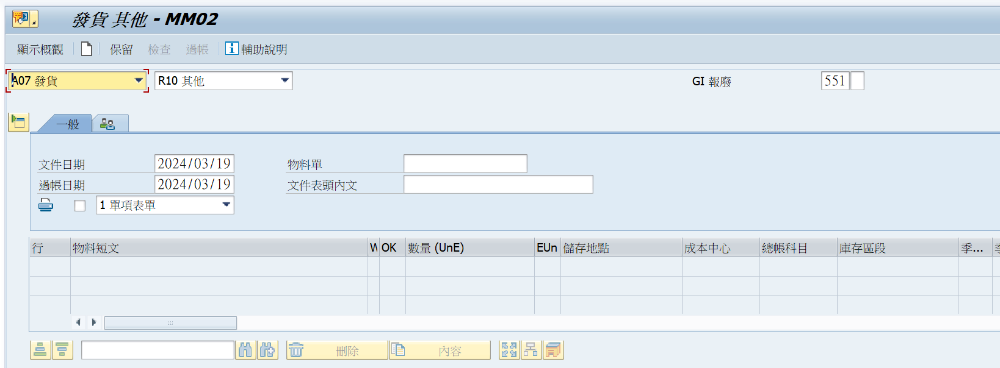 發貨 其他 - MM02
顯示概觀 保留 檢查 過帳 輔助說明
A07 發貨 R10 其他 GI 報廢 551
一般
文件日期 2024/03/19 物料單
過帳日期 2024/03/19 文件表頭內文
1 單項表單
行 物料短文 W OK 數量 (UnE) EUn 儲存地點 成本中心 總帳科目 庫存區段 季...
刪除 內容